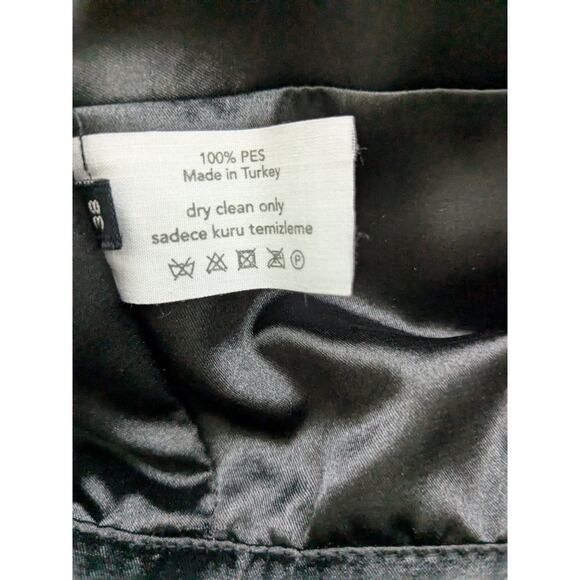 100% PES
Made in Turkey
dry clean only
sadece kuru temizleme
P
38